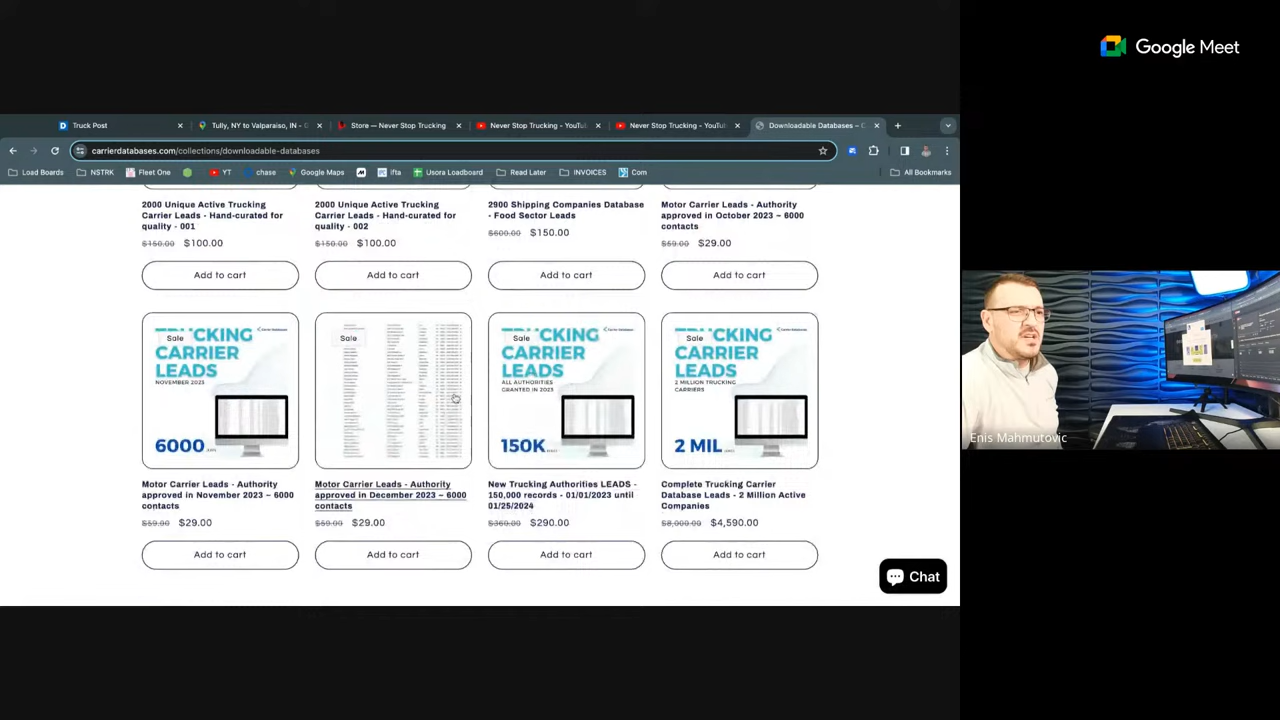 Google Meet
Truck Post
Tully, NY to Valparaiso, IN - G
Store — Never Stop Trucking
Never Stop Trucking - YouTu
Never Stop Trucking - YouTu
Downloadable Databases – C
carrierdatabases.com/collections/downloadable-databases
Load Boards
NSTRK
Fleet One
YT
chase
Google Maps
ifta
Usora Loadboard
Read Later
INVOICES
Com
All Bookmarks
2000 Unique Active Trucking
Carrier Leads - Hand-curated for
quality - 001
$150.00 $100.00
Add to cart
2000 Unique Active Trucking
Carrier Leads - Hand-curated for
quality - 002
$150.00 $100.00
Add to cart
2900 Shipping Companies Database
- Food Sector Leads
$600.00 $150.00
Add to cart
Motor Carrier Leads - Authority
approved in October 2023 – 6000
contacts
$59.00 $29.00
Add to cart
TRUCKING
Sale
CARRIER
LEADS
NOVEMBER 2023
Carrier Databases
6000
Motor Carrier Leads - Authority
approved in November 2023 – 6000
contacts
$59.00 $29.00
Add to cart
Sale
Motor Carrier Leads - Authority
approved in December 2023 – 6000
contacts
$59.00 $29.00
Add to cart
TRUCKING
Sale
CARRIER
LEADS
ALL AUTHORITIES
GRANTED IN 2023
Carrier Databases
150K
New Trucking Authorities LEADS -
150,000 records - 01/01/2023 until
01/25/2024
$360.00 $290.00
Add to cart
TRUCKING
Sale
CARRIER
LEADS
2 MILLION TRUCKING
CARRIERS
Carrier Databases
2 MIL
Complete Trucking Carrier
Database Leads - 2 Million Active
Companies
$8,000.00 $4,590.00
Add to cart
Chat
Enis Mahmutovic